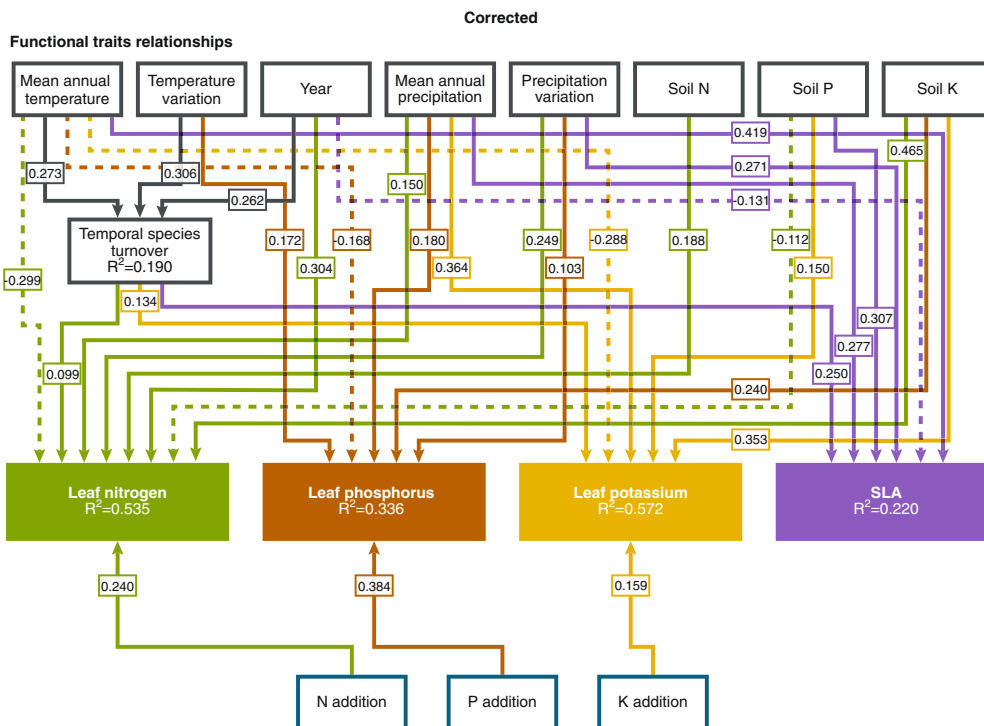 Corrected
Functional traits relationships
Mean annual
temperature
Temperature
variation
Year
Mean annual
precipitation
Precipitation
variation
Soil N
Soil P
Soil K
0.419
0.465
0.273
0.306
0.271
0.150
0.262
-0.131
Temporal species
turnover
R²=0.190
0.172
-0.168
0.180
0.249
-0.288
0.188
-0.112
-0.299
0.304
0.364
0.103
0.150
0.134
0.307
0.277
0.099
0.250
0.240
0.353
Leaf nitrogen
R²=0.535
Leaf phosphorus
R²=0.336
Leaf potassium
R²=0.572
SLA
R²=0.220
0.240
0.384
0.159
N addition
P addition
K addition